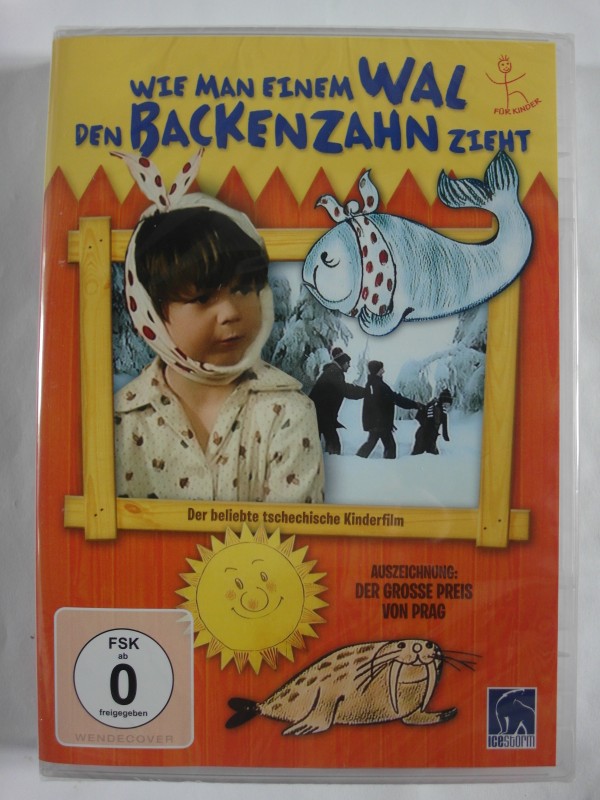 WIE MAN EINEM WAL
DEN BACKENZAHN ZIEHT
FÜR KINDER
Der beliebte tschechische Kinderfilm
AUSZEICHNUNG:
DER GROSSE PREIS
VON PRAG
FSK
ab
0
freigegeben
WENDECOVER
ICESTORM